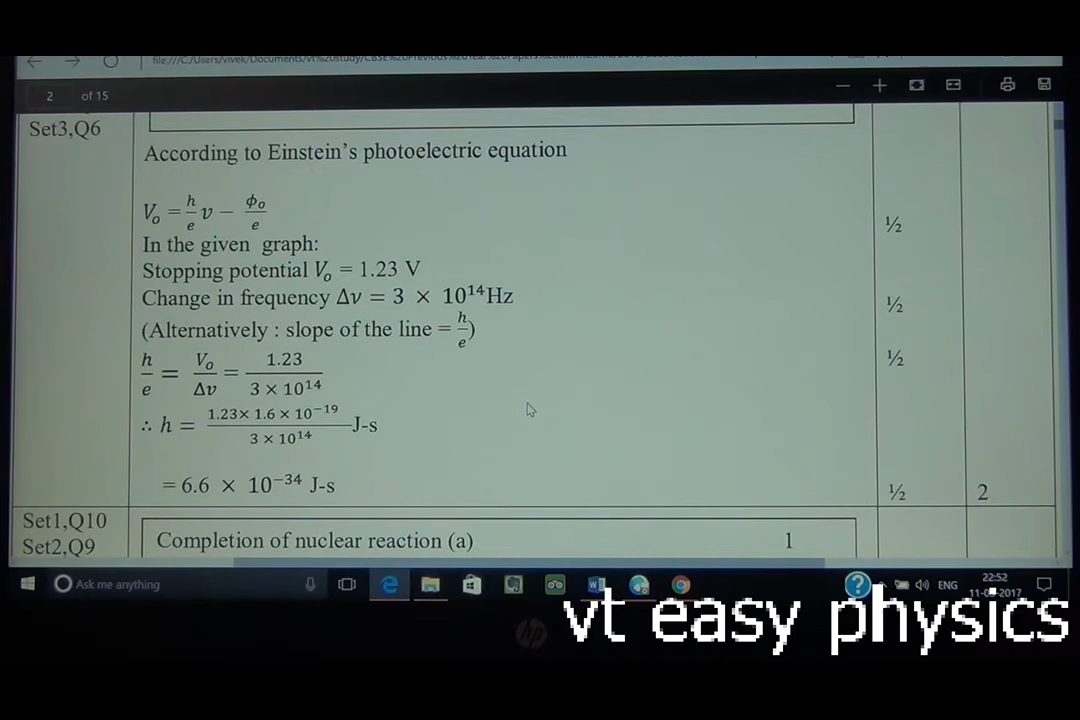 2 of 15
Set3,Q6
According to Einstein's photoelectric equation
V₀ = h/e ν − ϕ₀/e
½
In the given graph:
Stopping potential V₀ = 1.23 V
Change in frequency Δν = 3 × 10¹⁴Hz
½
(Alternatively : slope of the line = h/e)
h/e = V₀/Δν = 1.23/3 × 10¹⁴
½
∴ h = 1.23× 1.6 × 10⁻¹⁹/3 × 10¹⁴ J-s
= 6.6 × 10⁻³⁴ J-s
½ 2
Set1,Q10
Set2,Q9
Completion of nuclear reaction (a) 1
Ask me anything
ENG
22:52
hp
vt easy physics